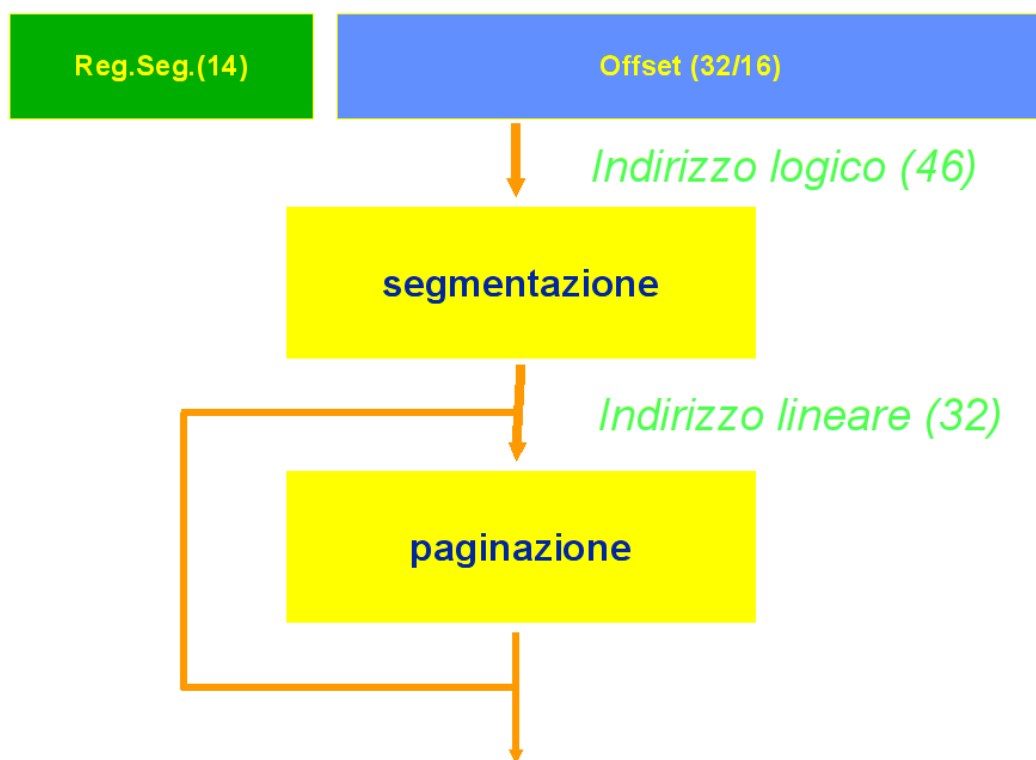 Reg.Seg.(14)
Offset (32/16)
Indirizzo logico (46)
segmentazione
Indirizzo lineare (32)
paginazione